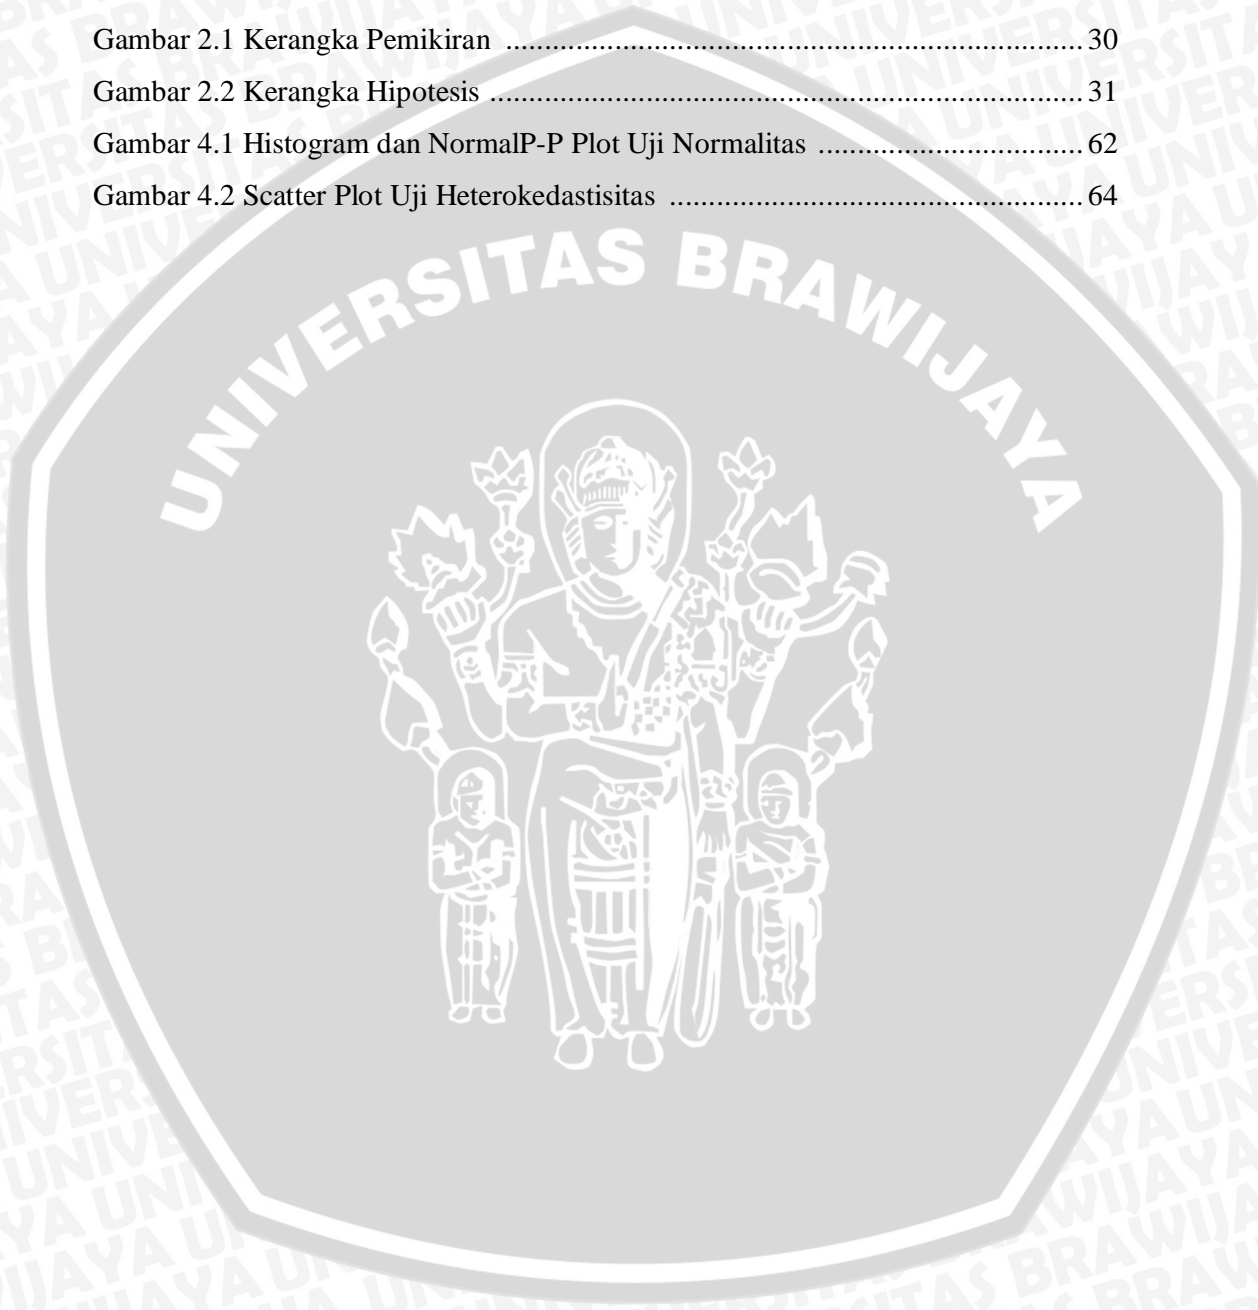 Gambar 2.1 Kerangka Pemikiran .......................................................................... 30
Gambar 2.2 Kerangka Hipotesis ............................................................................ 31
Gambar 4.1 Histogram dan NormalP-P Plot Uji Normalitas .................................. 62
Gambar 4.2 Scatter Plot Uji Heterokedastisitas ..................................................... 64
UNIVERSITAS BRAWIJAYA